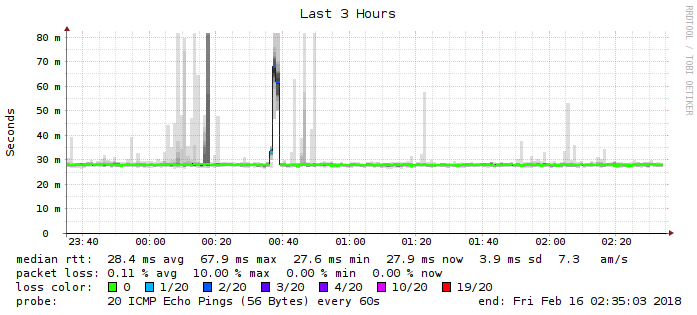 Last 3 Hours
RRDTOOL / TOBI OETIKER
Seconds
80 m
70 m
60 m
50 m
40 m
30 m
20 m
10 m
0
23:40 00:00 00:20 00:40 01:00 01:20 01:40 02:00 02:20
median rtt: 28.4 ms avg 67.9 ms max 27.6 ms min 27.9 ms now 3.9 ms sd 7.3 am/s
packet loss: 0.11 % avg 10.00 % max 0.00 % min 0.00 % now
loss color: 0 1/20 2/20 3/20 4/20 10/20 19/20
probe: 20 ICMP Echo Pings (56 Bytes) every 60s end: Fri Feb 16 02:35:03 2018